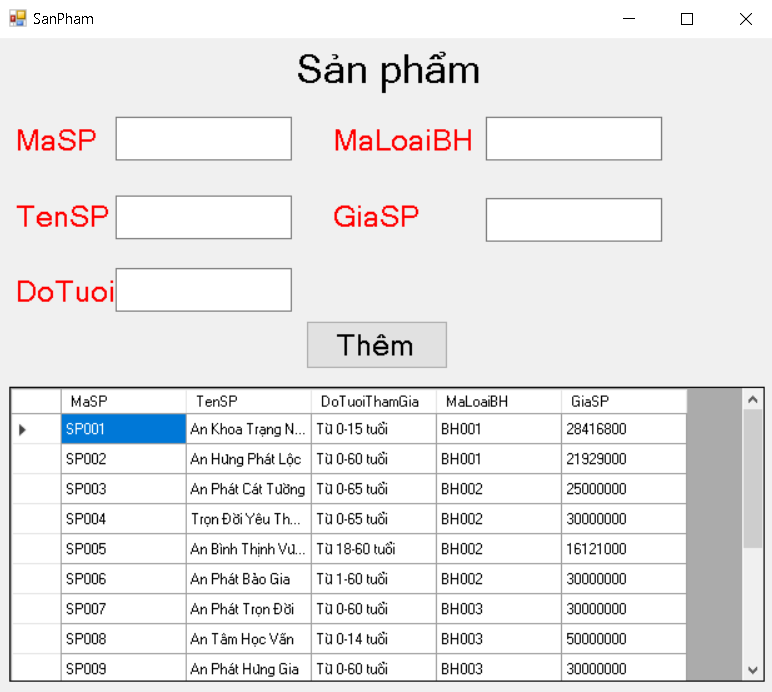 SanPham
Sản phẩm
MaSP MaLoaiBH
TenSP GiaSP
DoTuoi
Thêm
MaSP TenSP DoTuoiThamGia MaLoaiBH GiaSP
SP001 An Khoa Trạng N... Từ 0-15 tuổi BH001 28416800
SP002 An Hưng Phát Lộc Từ 0-60 tuổi BH001 21929000
SP003 An Phát Cát Tường Từ 0-65 tuổi BH002 25000000
SP004 Trọn Đời Yêu Th... Từ 0-65 tuổi BH002 30000000
SP005 An Bình Thịnh Vư... Từ 18-60 tuổi BH002 16121000
SP006 An Phát Bảo Gia Từ 1-60 tuổi BH002 30000000
SP007 An Phát Trọn Đời Từ 0-60 tuổi BH003 30000000
SP008 An Tâm Học Vấn Từ 0-14 tuổi BH003 50000000
SP009 An Phát Hưng Gia Từ 0-60 tuổi BH003 30000000